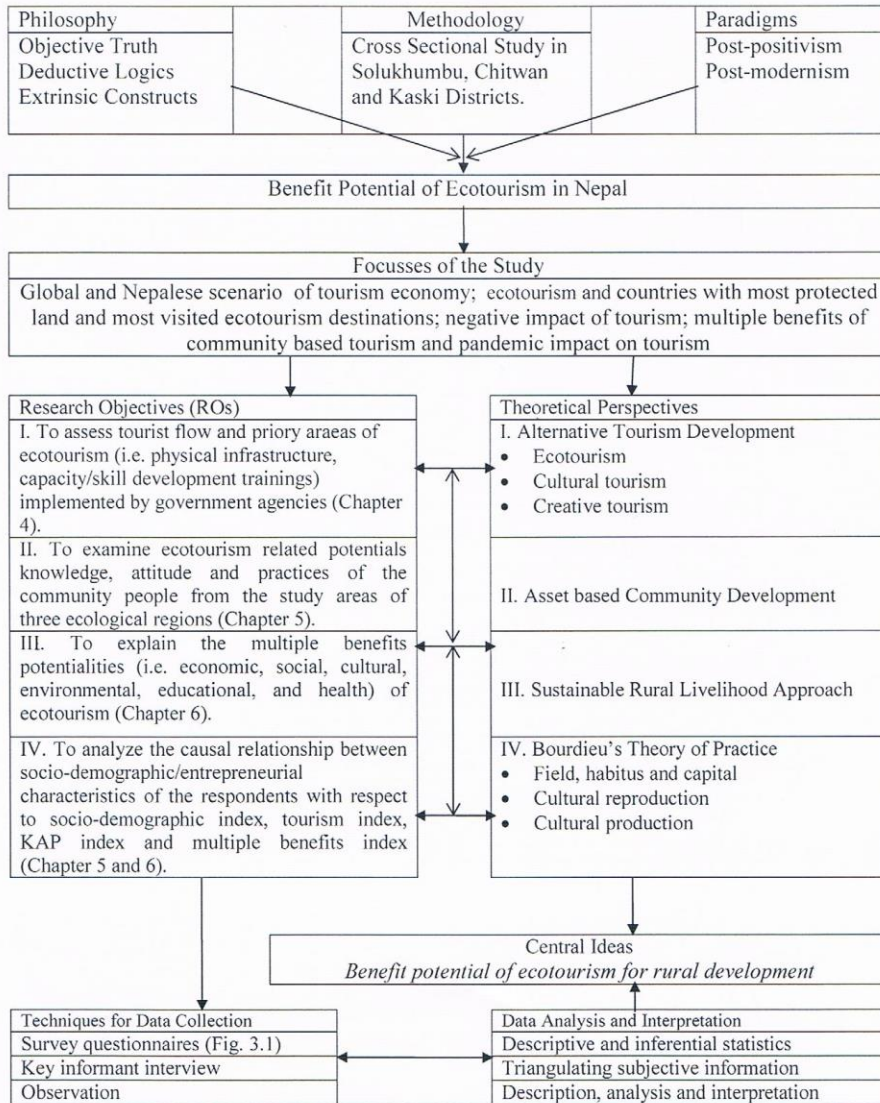 Philosophy
Objective Truth
Deductive Logics
Extrinsic Constructs
Methodology
Cross Sectional Study in
Solukhumbu, Chitwan
and Kaski Districts.
Paradigms
Post-positivism
Post-modernism
Benefit Potential of Ecotourism in Nepal
Focusses of the Study
Global and Nepalese scenario of tourism economy; ecotourism and countries with most protected
land and most visited ecotourism destinations; negative impact of tourism; multiple benefits of
community based tourism and pandemic impact on tourism
Research Objectives (ROs)
I. To assess tourist flow and priory araeas of
ecotourism (i.e. physical infrastructure,
capacity/skill development trainings)
implemented by government agencies (Chapter
4).
II. To examine ecotourism related potentials
knowledge, attitude and practices of the
community people from the study areas of
three ecological regions (Chapter 5).
III. To explain the multiple benefits
potentialities (i.e. economic, social, cultural,
environmental, educational, and health) of
ecotourism (Chapter 6).
IV. To analyze the causal relationship between
socio-demographic/entrepreneurial
characteristics of the respondents with respect
to socio-demographic index, tourism index,
KAP index and multiple benefits index
(Chapter 5 and 6).
Theoretical Perspectives
I. Alternative Tourism Development
• Ecotourism
• Cultural tourism
• Creative tourism
II. Asset based Community Development
III. Sustainable Rural Livelihood Approach
IV. Bourdieu's Theory of Practice
• Field, habitus and capital
• Cultural reproduction
• Cultural production
Central Ideas
Benefit potential of ecotourism for rural development
Techniques for Data Collection
Survey questionnaires (Fig. 3.1)
Key informant interview
Observation
Data Analysis and Interpretation
Descriptive and inferential statistics
Triangulating subjective information
Description, analysis and interpretation